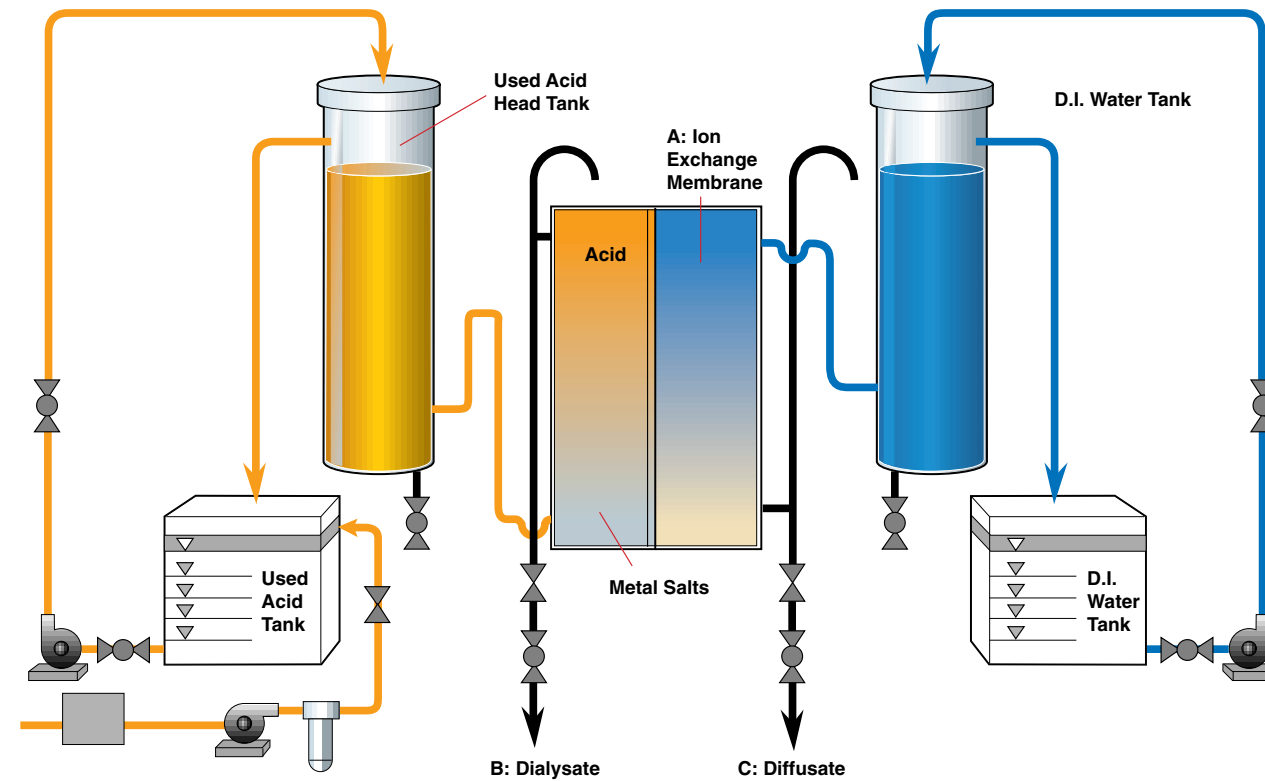 Used Acid
Head Tank
D.I. Water Tank
A: Ion
Exchange
Membrane
Acid
Used
Acid
Tank
Metal Salts
D.I.
Water
Tank
B: Dialysate
C: Diffusate